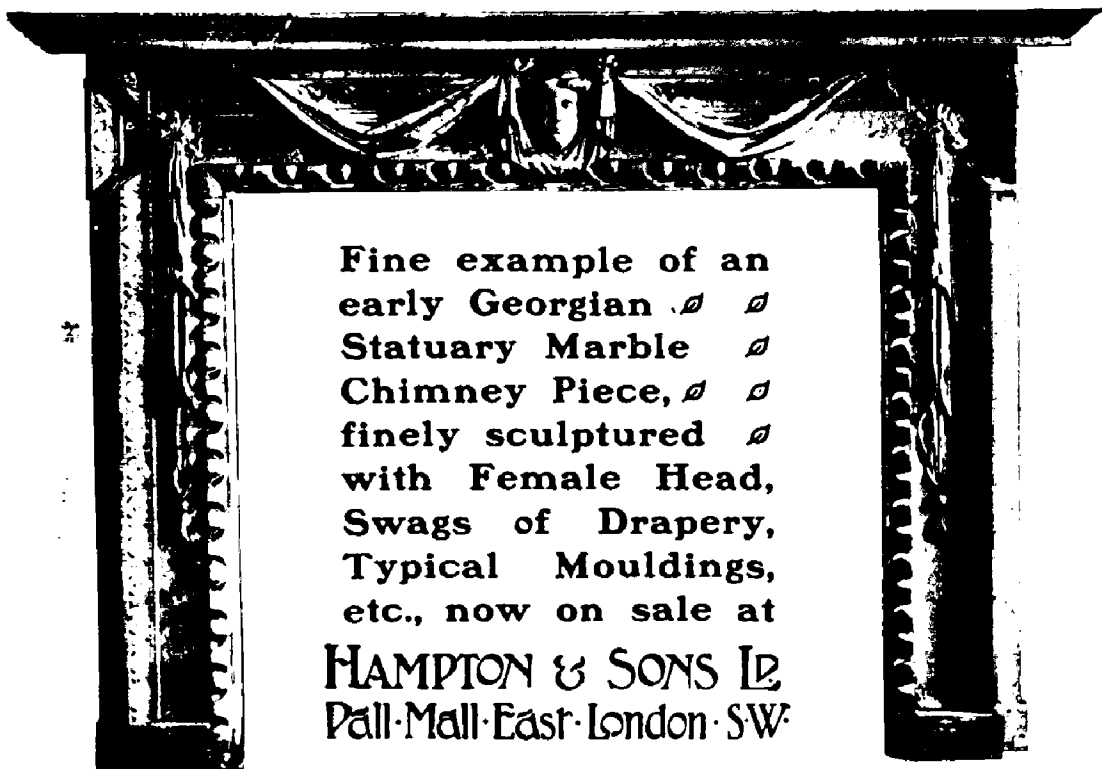 Fine example of an
early Georgian
Statuary Marble
Chimney Piece,
finely sculptured
with Female Head,
Swags of Drapery,
Typical Mouldings,
etc., now on sale at
HAMPTON & SONS LD.
Pall·Mall·East·London·S·W·